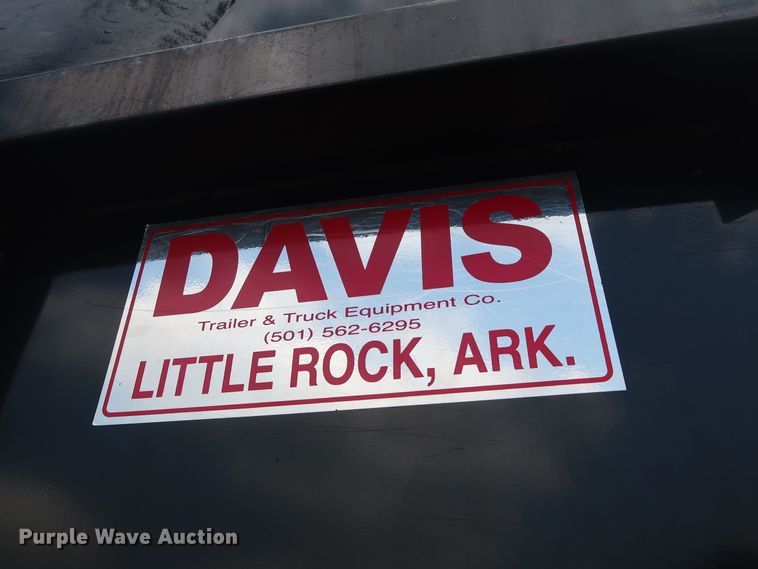 DAVIS
Trailer & Truck Equipment Co.
(501) 562-6295
LITTLE ROCK, ARK.
Purple Wave Auction